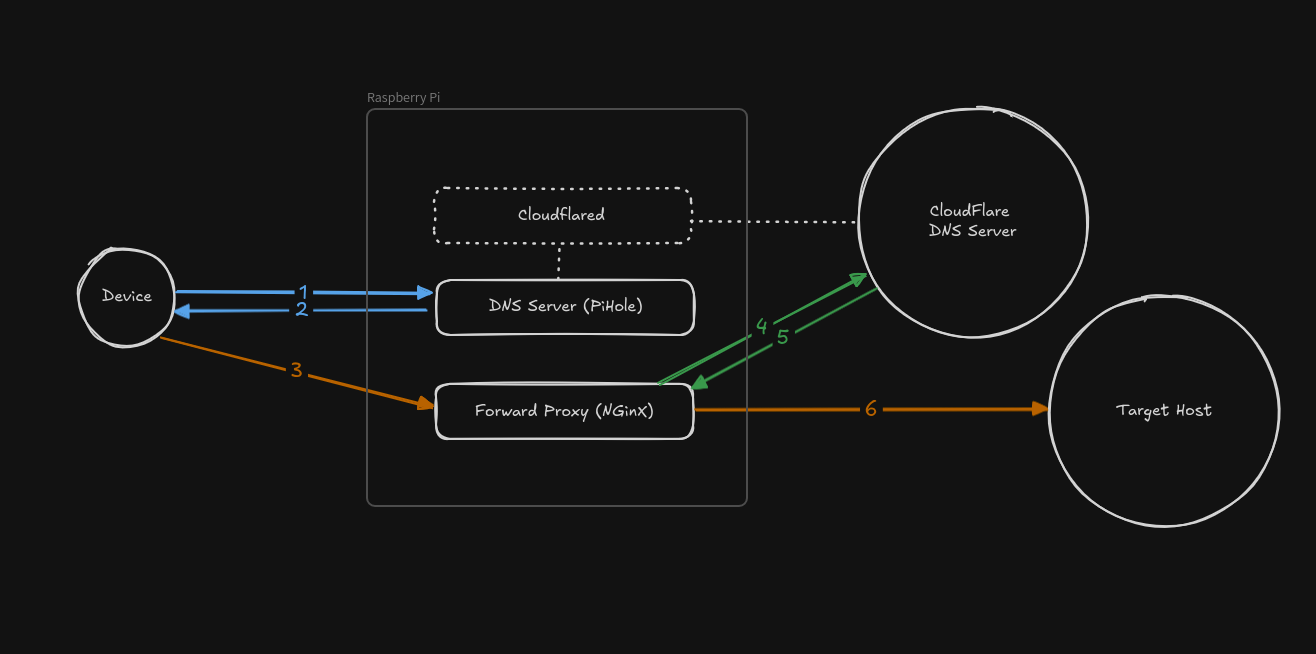 Raspberry Pi
Cloudflared
CloudFlare
DNS Server
Device
1
2
DNS Server (PiHole)
3
4
5
Forward Proxy (NGinX)
6
Target Host